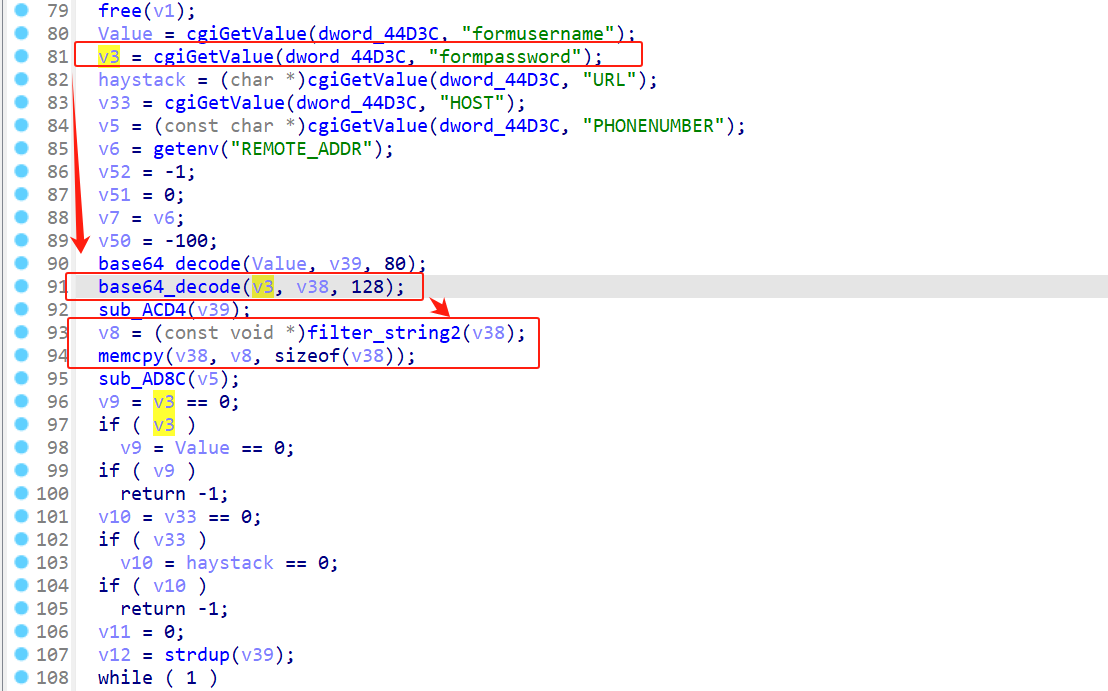 79 free(v1);
80 Value = cgiGetValue(dword_44D3C, "formusername");
81 v3 = cgiGetValue(dword_44D3C, "formpassword");
82 haystack = (char *)cgiGetValue(dword_44D3C, "URL");
83 v33 = cgiGetValue(dword_44D3C, "HOST");
84 v5 = (const char *)cgiGetValue(dword_44D3C, "PHONENUMBER");
85 v6 = getenv("REMOTE_ADDR");
86 v52 = -1;
87 v51 = 0;
88 v7 = v6;
89 v50 = -100;
90 base64_decode(Value, v39, 80);
91 base64_decode(v3, v38, 128);
92 sub_ACD4(v39);
93 v8 = (const void *)filter_string2(v38);
94 memcpy(v38, v8, sizeof(v38));
95 sub_AD8C(v5);
96 v9 = v3 == 0;
97 if ( v3 )
98 v9 = Value == 0;
99 if ( v9 )
100 return -1;
101 v10 = v33 == 0;
102 if ( v33 )
103 v10 = haystack == 0;
104 if ( v10 )
105 return -1;
106 v11 = 0;
107 v12 = strdup(v39);
108 while ( 1 )